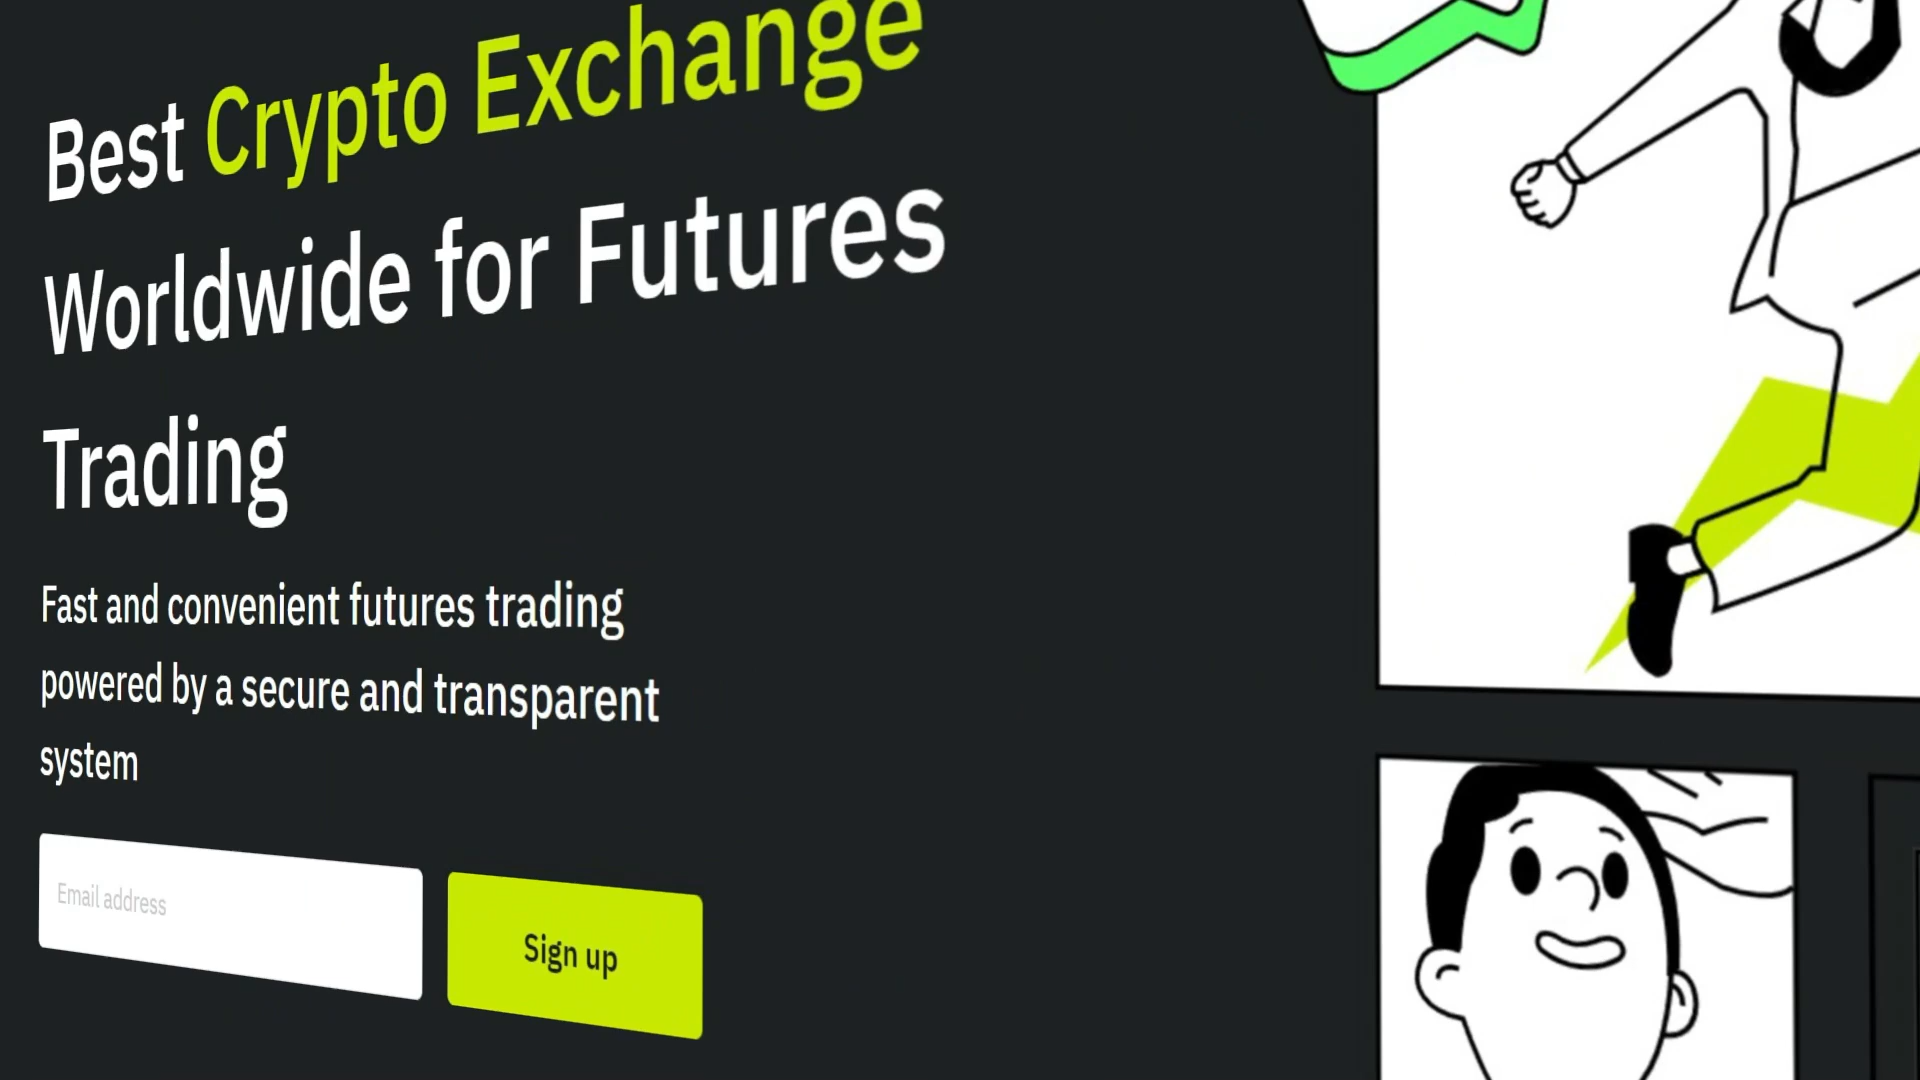 Best Crypto Exchange
Worldwide for Futures
Trading
Fast and convenient futures trading
powered by a secure and transparent
system
Email address
Sign up